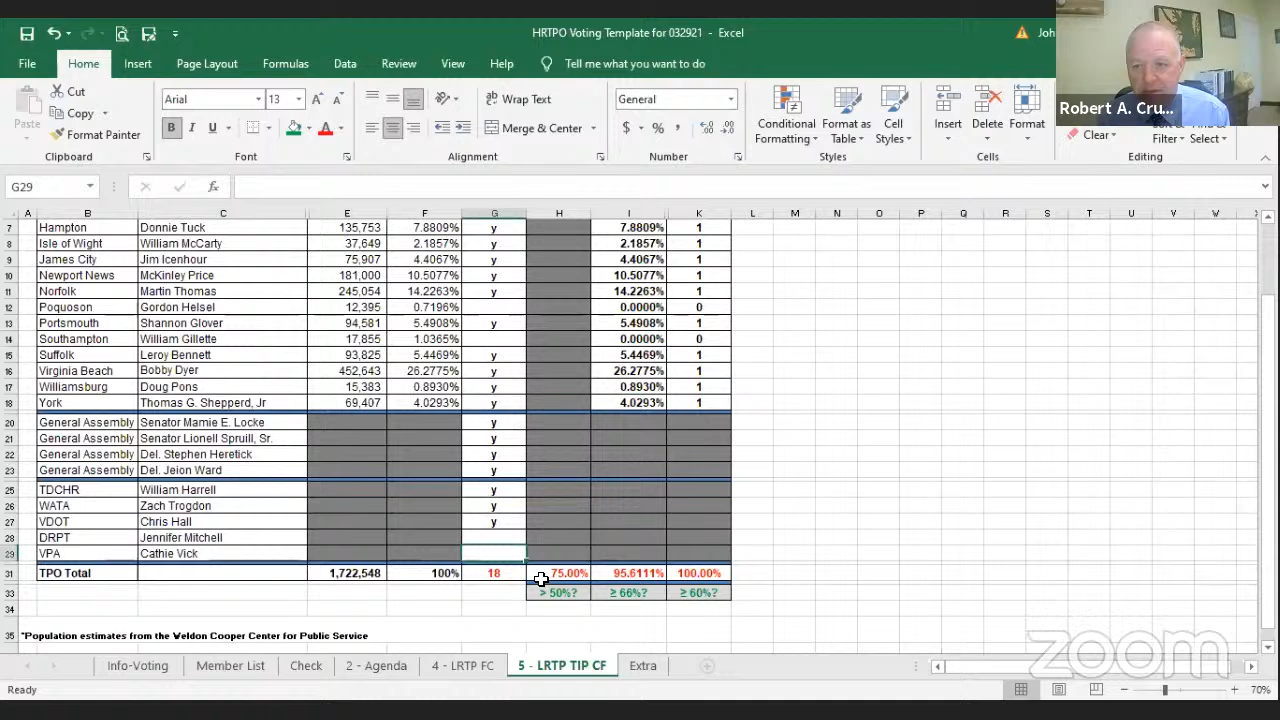 HRTPO Voting Template for 032921 - Excel
Joh
File Home Insert Page Layout Formulas Data Review View Help Tell me what you want to do
Robert A. Cru...
Paste
Cut
Copy
Format Painter
Clipboard
Arial 13
B I U
Font
Wrap Text
Merge & Center
Alignment
General
$ % ,
Number
Conditional Formatting
Format as Table
Cell Styles
Styles
Insert Delete Format
Cells
Clear
Filter Select
Editing
G29
A B C E F G H I K L M N O P Q R S T U V W
7 Hampton Donnie Tuck 135,753 7.8809% y 7.8809% 1
8 Isle of Wight William McCarty 37,649 2.1857% y 2.1857% 1
9 James City Jim Icenhour 75,907 4.4067% y 4.4067% 1
10 Newport News McKinley Price 181,000 10.5077% y 10.5077% 1
11 Norfolk Martin Thomas 245,054 14.2263% y 14.2263% 1
12 Poquoson Gordon Helsel 12,395 0.7196% 0.0000% 0
13 Portsmouth Shannon Glover 94,581 5.4908% y 5.4908% 1
14 Southampton William Gillette 17,855 1.0365% 0.0000% 0
15 Suffolk Leroy Bennett 93,825 5.4469% y 5.4469% 1
16 Virginia Beach Bobby Dyer 452,643 26.2775% y 26.2775% 1
17 Williamsburg Doug Pons 15,383 0.8930% y 0.8930% 1
18 York Thomas G. Shepperd, Jr 69,407 4.0293% y 4.0293% 1
20 General Assembly Senator Mamie E. Locke y
21 General Assembly Senator Lionell Spruill, Sr. y
22 General Assembly Del. Stephen Heretick y
23 General Assembly Del. Jeion Ward y
25 TDCHR William Harrell y
26 WATA Zach Trogdon y
27 VDOT Chris Hall y
28 DRPT Jennifer Mitchell
29 VPA Cathie Vick
31 TPO Total 1,722,548 100% 18 75.00% 95.6111% 100.00%
33 > 50%? ≥ 66%? ≥ 60%?
34
35 *Population estimates from the Weldon Cooper Center for Public Service
zoom
Info-Voting Member List Check 2 - Agenda 4 - LRTP FC 5 - LRTP TIP CF Extra
Ready 70%